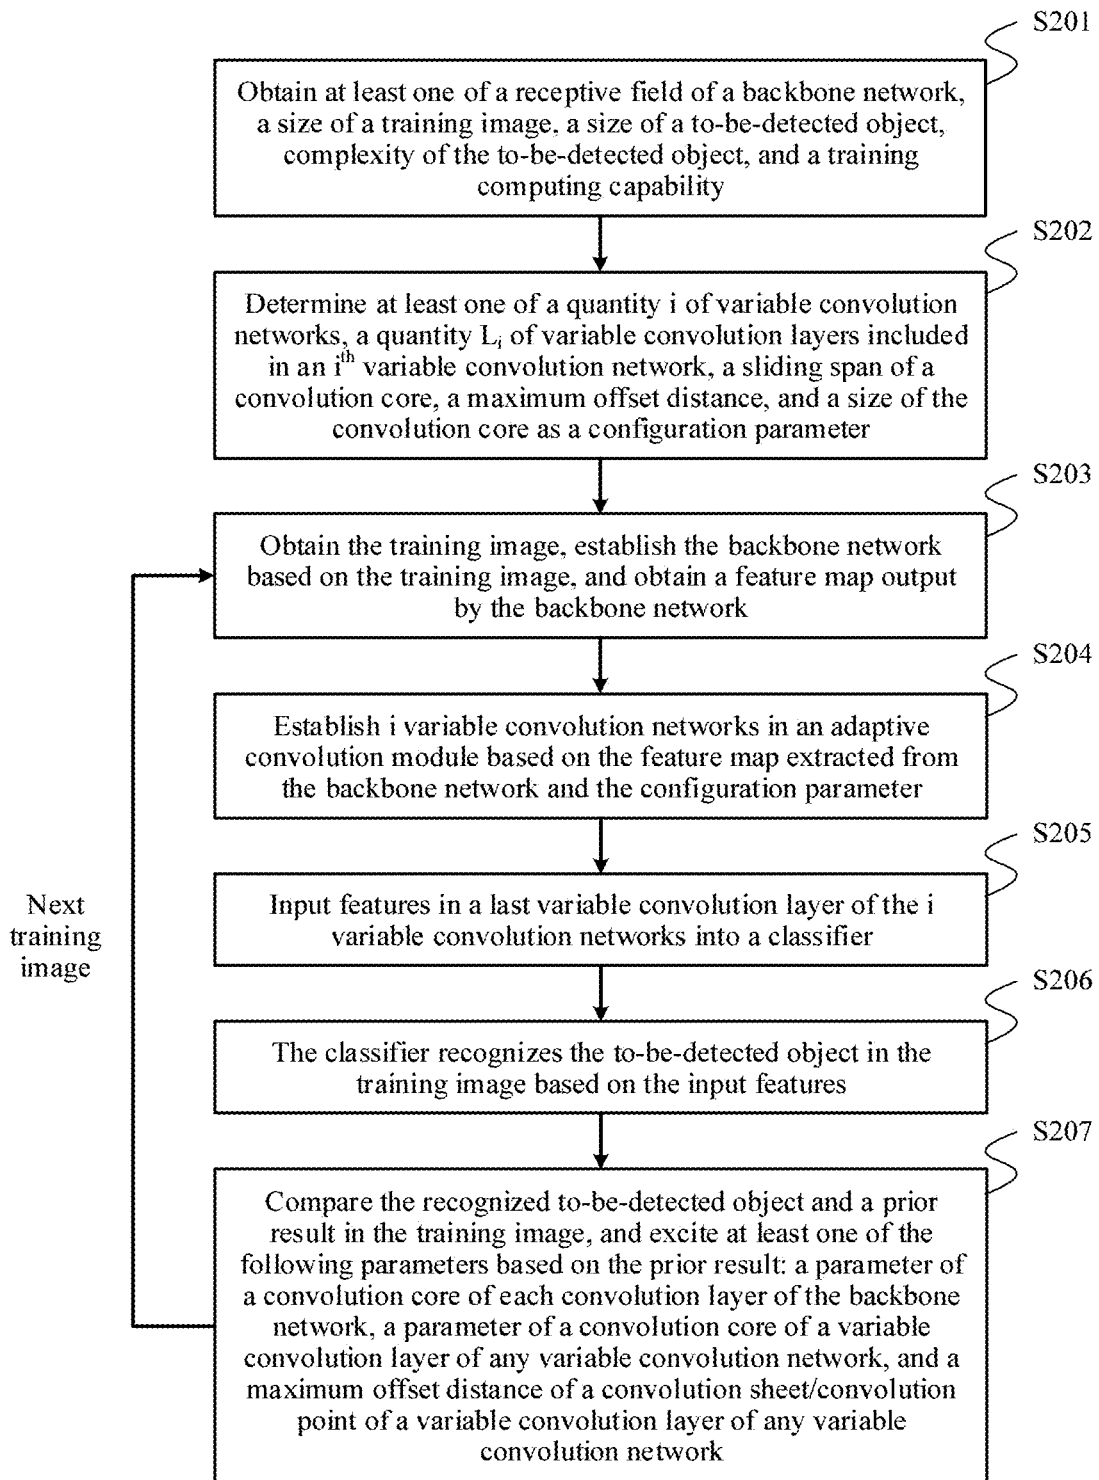 S201
Obtain at least one of a receptive field of a backbone network,
a size of a training image, a size of a to-be-detected object,
complexity of the to-be-detected object, and a training
computing capability
S202
Determine at least one of a quantity i of variable convolution
networks, a quantity Li of variable convolution layers included
in an ith variable convolution network, a sliding span of a
convolution core, a maximum offset distance, and a size of the
convolution core as a configuration parameter
S203
Obtain the training image, establish the backbone network
based on the training image, and obtain a feature map output
by the backbone network
S204
Establish i variable convolution networks in an adaptive
convolution module based on the feature map extracted from
the backbone network and the configuration parameter
S205
Input features in a last variable convolution layer of the i
variable convolution networks into a classifier
Next
training
image
S206
The classifier recognizes the to-be-detected object in the
training image based on the input features
S207
Compare the recognized to-be-detected object and a prior
result in the training image, and excite at least one of the
following parameters based on the prior result: a parameter of
a convolution core of each convolution layer of the backbone
network, a parameter of a convolution core of a variable
convolution layer of any variable convolution network, and a
maximum offset distance of a convolution sheet/convolution
point of a variable convolution layer of any variable
convolution network